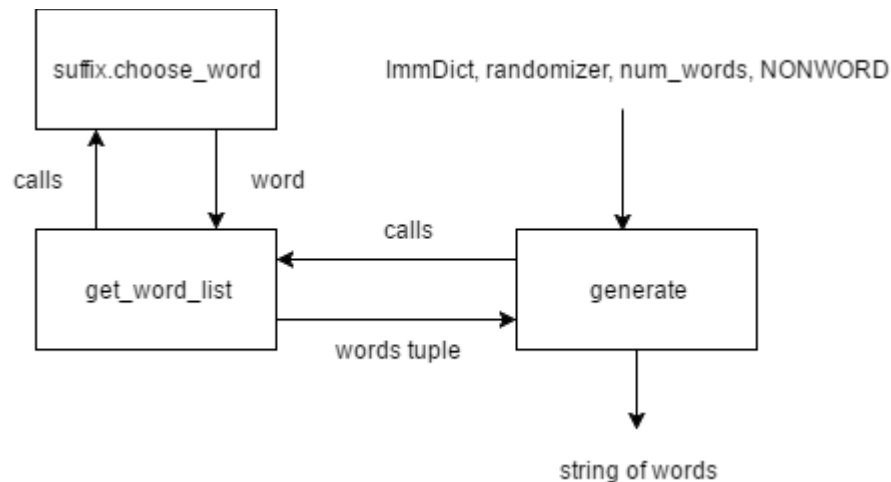 suffix.choose_word
ImmDict, randomizer, num_words, NONWORD
calls
word
calls
get_word_list
generate
words tuple
string of words